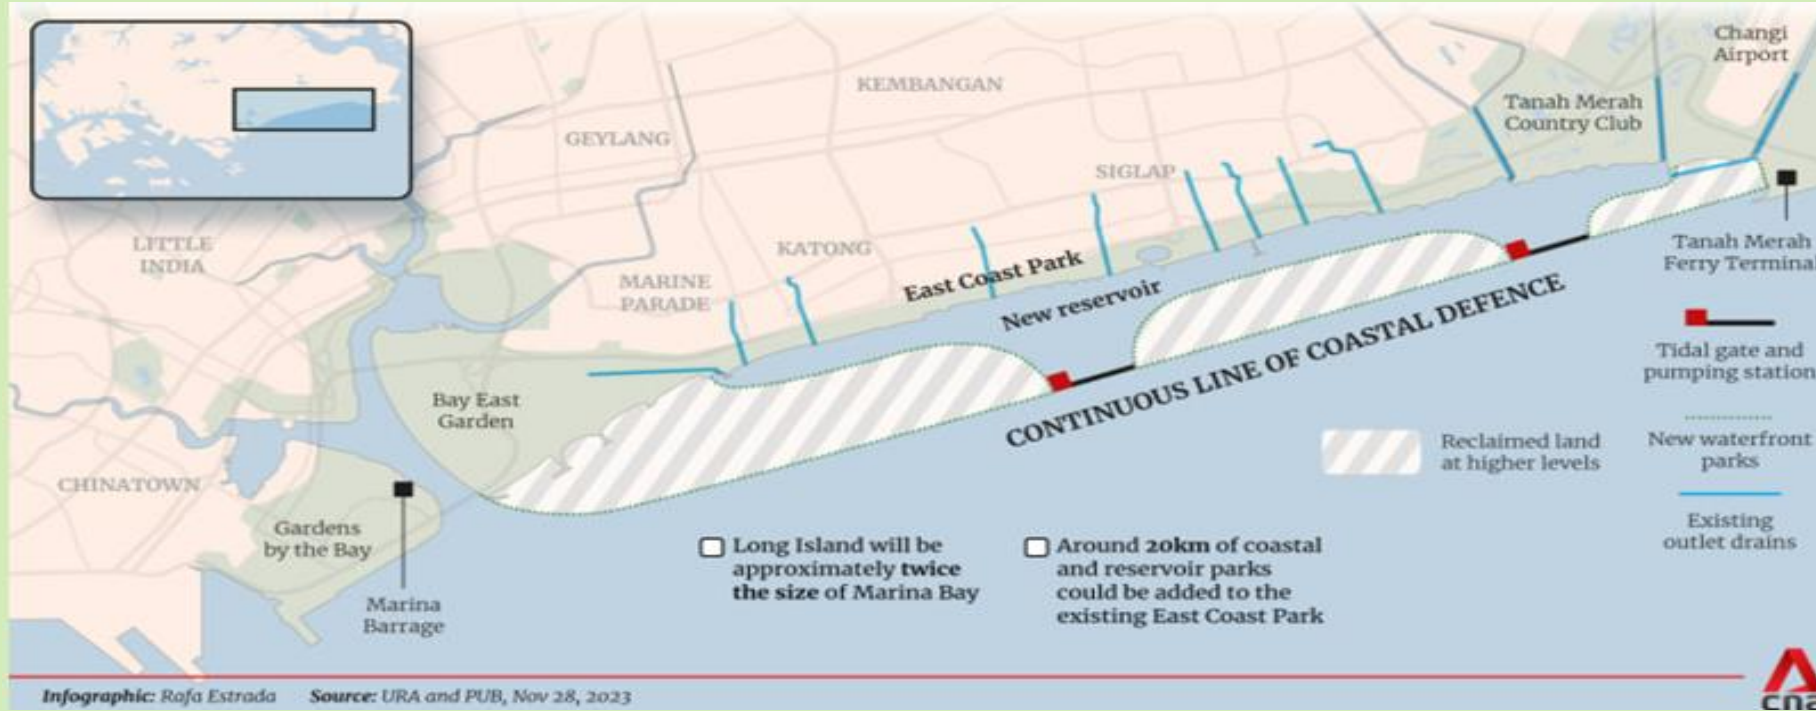 Changi
Airport
KEMBANGAN
Tanah Merah
Country Club
GEYLANG
SIGLAP
LITTLE
INDIA
KATONG
MARINE
PARADE
East Coast Park
New reservoir
Tanah Merah
Ferry Terminal
CONTINUOUS LINE OF COASTAL DEFENCE
Tidal gate and
pumping station
Bay East
Garden
Reclaimed land
at higher levels
New waterfront
parks
CHINATOWN
Gardens
by the Bay
Existing
outlet drains
Long Island will be
approximately twice
the size of Marina Bay
Around 20km of coastal
and reservoir parks
could be added to the
existing East Coast Park
Marina
Barrage
Infographic: Rafa Estrada Source: URA and PUB, Nov 28, 2023
cna